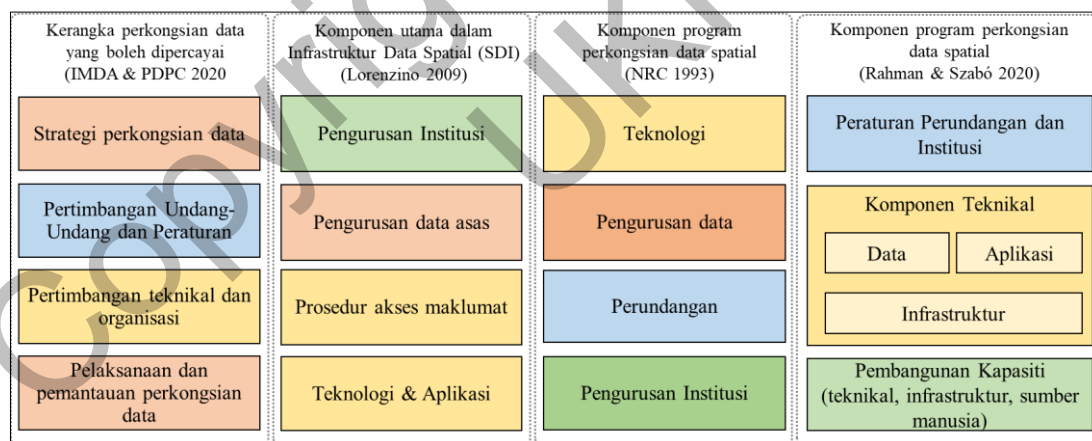 Kerangka perkongsian data
yang boleh dipercayai
(IMDA & PDPC 2020
Strategi perkongsian data
Pertimbangan Undang-
Undang dan Peraturan
Pertimbangan teknikal dan
organisasi
Pelaksanaan dan
pemantauan perkongsian
data
Komponen utama dalam
Infrastruktur Data Spatial (SDI)
(Lorenzino 2009)
Pengurusan Institusi
Pengurusan data asas
Prosedur akses maklumat
Teknologi & Aplikasi
Komponen program
perkongsian data spatial
(NRC 1993)
Teknologi
Pengurusan data
Perundangan
Pengurusan Institusi
Komponen program perkongsian
data spatial
(Rahman & Szabó 2020)
Peraturan Perundangan dan
Institusi
Komponen Teknikal
Data
Aplikasi
Infrastruktur
Pembangunan Kapasiti
(teknikal, infrastruktur, sumber
manusia)